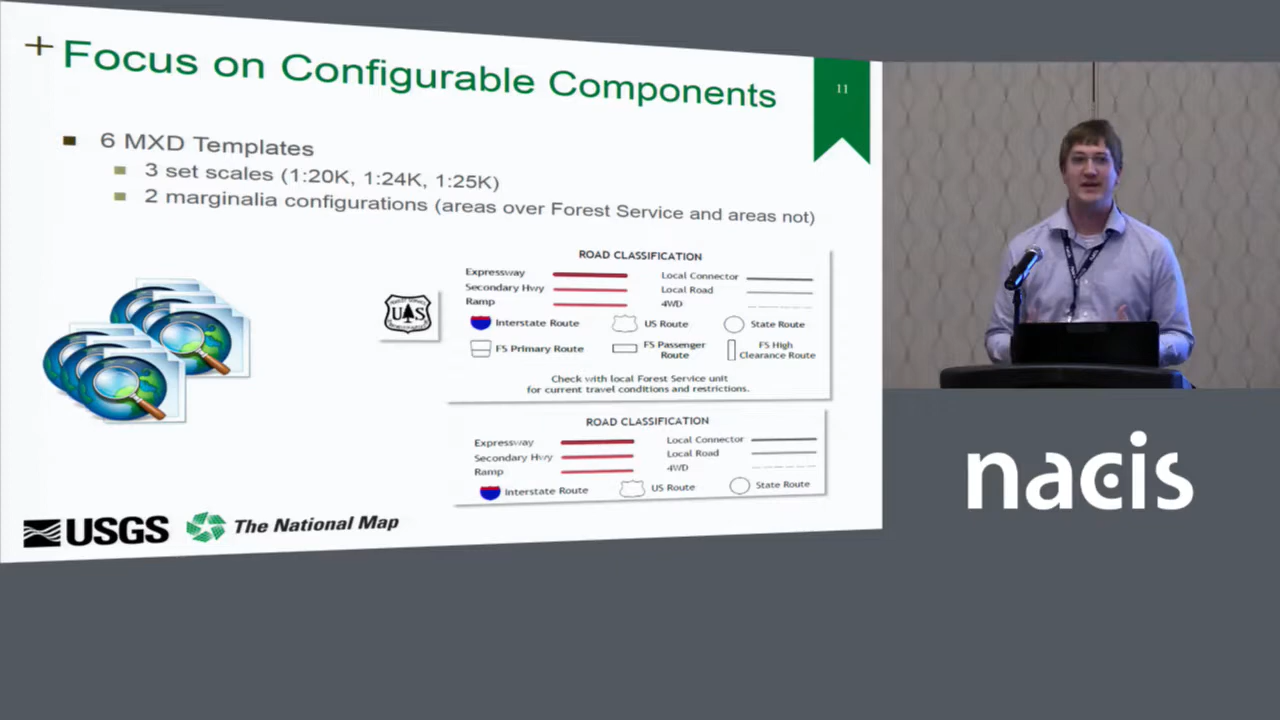 + Focus on Configurable Components
11
6 MXD Templates
3 set scales (1:20K, 1:24K, 1:25K)
2 marginalia configurations (areas over Forest Service and areas not)
ROAD CLASSIFICATION
Expressway
Local Connector
Secondary Hwy
Local Road
Ramp
4WD
Interstate Route
US Route
State Route
FS Primary Route
FS Passenger
Route
FS High
Clearance Route
Check with local Forest Service unit
for current travel conditions and restrictions.
U S
ROAD CLASSIFICATION
Expressway
Local Connector
Secondary Hwy
Local Road
Ramp
4WD
Interstate Route
US Route
State Route
USGS
The National Map
nacis